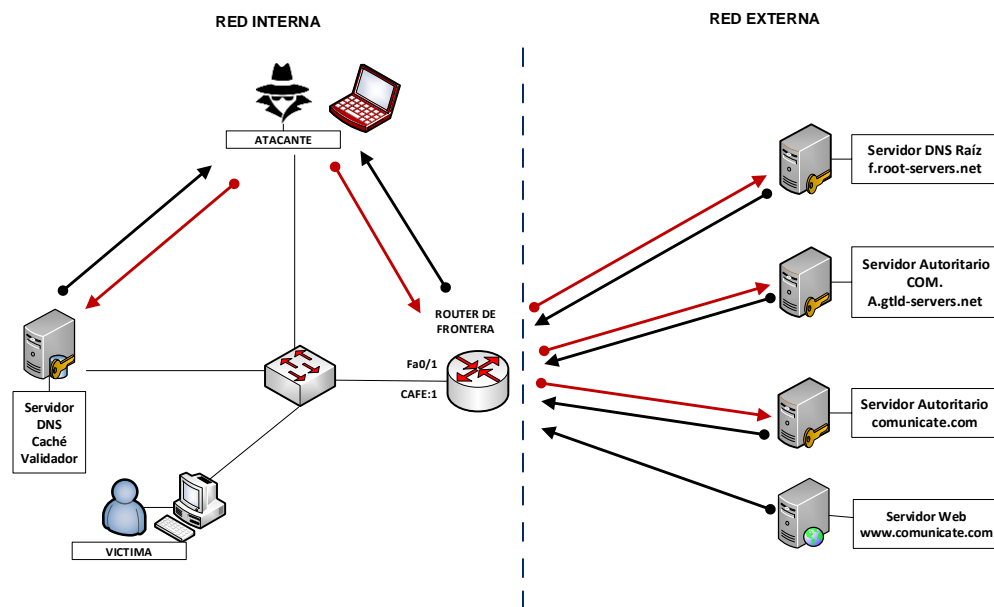 RED INTERNA
RED EXTERNA
ATACANTE
Servidor DNS Raíz
f.root-servers.net
Servidor Autoritario
COM.
A.gtld-servers.net
ROUTER DE
FRONTERA
Fa0/1
CAFE:1
Servidor
DNS
Caché
Validador
Servidor Autoritario
comunicate.com
VICTIMA
Servidor Web
www.comunicate.com